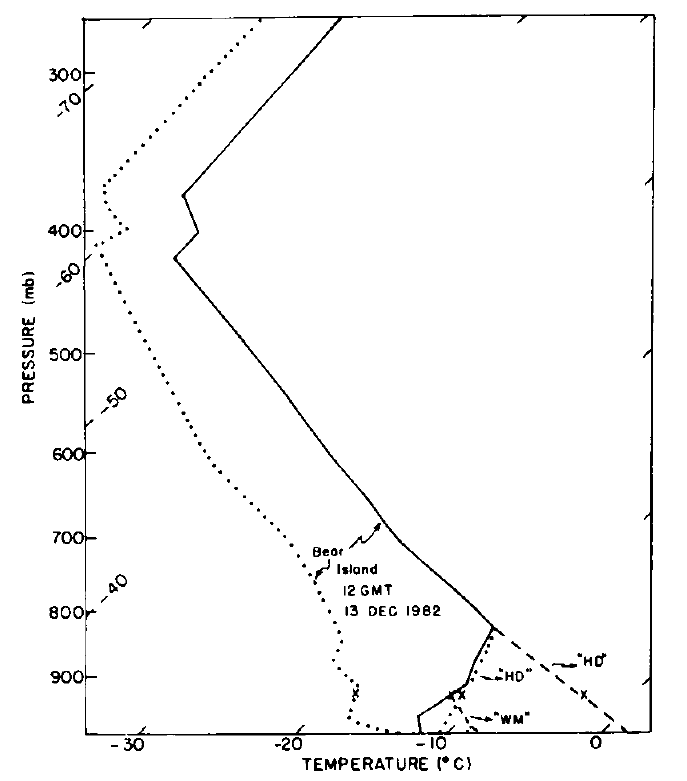 300
-70
400
-60
500
-50
600
700
-40
800
900
PRESSURE (mb)
Bear
Island
12 GMT
13 DEC 1982
"HD"
"HD"
"WM"
-30
-20
-10
0
TEMPERATURE (°C)